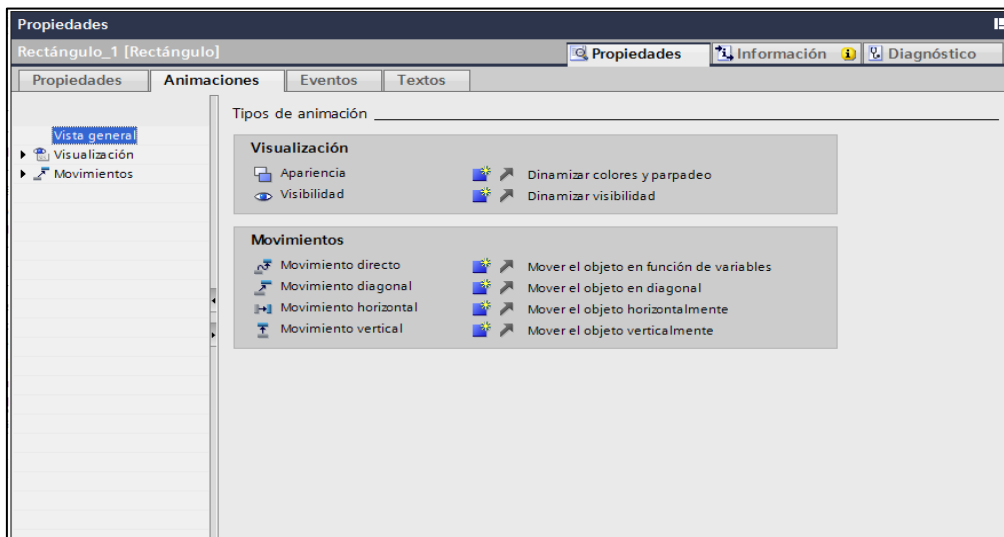 Propiedades
Rectángulo_1 [Rectángulo]
Propiedades Información Diagnóstico
Propiedades Animaciones Eventos Textos
Tipos de animación
Vista general
Visualización
Movimientos
Visualización
Apariencia Dinamizar colores y parpadeo
Visibilidad Dinamizar visibilidad
Movimientos
Movimiento directo Mover el objeto en función de variables
Movimiento diagonal Mover el objeto en diagonal
Movimiento horizontal Mover el objeto horizontalmente
Movimiento vertical Mover el objeto verticalmente